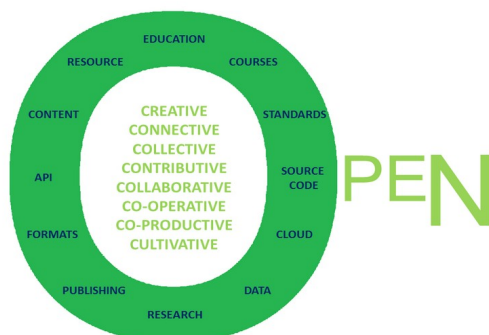 EDUCATION
RESOURCE
COURSES
CONTENT
STANDARDS
API
SOURCE
CODE
FORMATS
CLOUD
PUBLISHING
DATA
RESEARCH
CREATIVE
CONNECTIVE
COLLECTIVE
CONTRIBUTIVE
COLLABORATIVE
CO-OPERATIVE
CO-PRODUCTIVE
CULTIVATIVE
OPEN